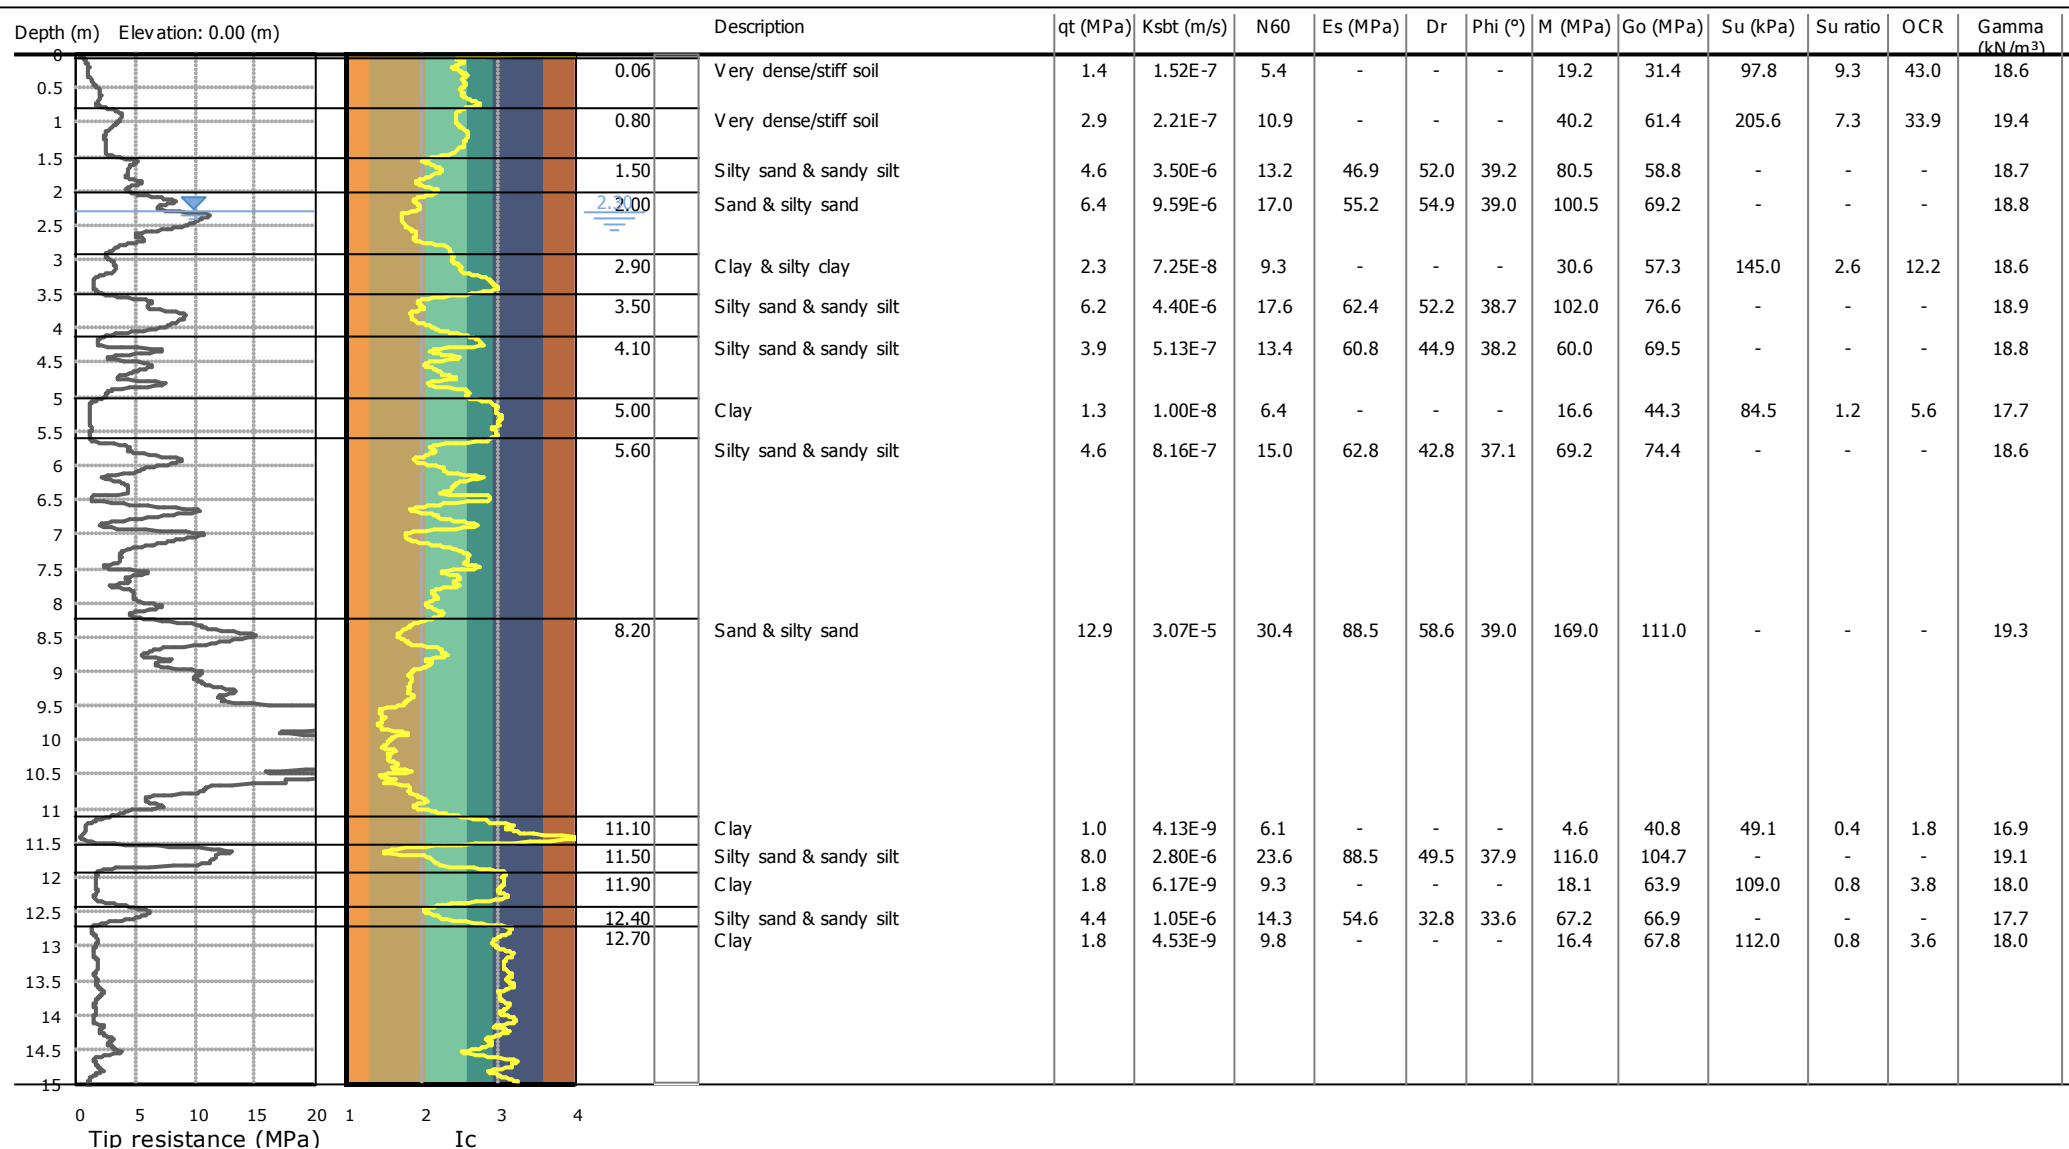 Depth (m) Elevation: 0.00 (m) Description qt (MPa) Ksbt (m/s) N60 Es (MPa) Dr Phi (°) M (MPa) Go (MPa) Su (kPa) Su ratio OCR Gamma (kN/m³)
0
0.06 Very dense/stiff soil 1.4 1.52E-7 5.4 - - - 19.2 31.4 97.8 9.3 43.0 18.6
0.5
1
0.80 Very dense/stiff soil 2.9 2.21E-7 10.9 - - - 40.2 61.4 205.6 7.3 33.9 19.4
1.5
1.50 Silty sand & sandy silt 4.6 3.50E-6 13.2 46.9 52.0 39.2 80.5 58.8 - - - 18.7
2
2.30
2.00 Sand & silty sand 6.4 9.59E-6 17.0 55.2 54.9 39.0 100.5 69.2 - - - 18.8
2.5
3
2.90 Clay & silty clay 2.3 7.25E-8 9.3 - - - 30.6 57.3 145.0 2.6 12.2 18.6
3.5
3.50 Silty sand & sandy silt 6.2 4.40E-6 17.6 62.4 52.2 38.7 102.0 76.6 - - - 18.9
4
4.10 Silty sand & sandy silt 3.9 5.13E-7 13.4 60.8 44.9 38.2 60.0 69.5 - - - 18.8
4.5
5
5.00 Clay 1.3 1.00E-8 6.4 - - - 16.6 44.3 84.5 1.2 5.6 17.7
5.5
5.60 Silty sand & sandy silt 4.6 8.16E-7 15.0 62.8 42.8 37.1 69.2 74.4 - - - 18.6
6
6.5
7
7.5
8
8.20 Sand & silty sand 12.9 3.07E-5 30.4 88.5 58.6 39.0 169.0 111.0 - - - 19.3
8.5
9
9.5
10
10.5
11
11.10 Clay 1.0 4.13E-9 6.1 - - - 4.6 40.8 49.1 0.4 1.8 16.9
11.5
11.50 Silty sand & sandy silt 8.0 2.80E-6 23.6 88.5 49.5 37.9 116.0 104.7 - - - 19.1
12
11.90 Clay 1.8 6.17E-9 9.3 - - - 18.1 63.9 109.0 0.8 3.8 18.0
12.5
12.40 Silty sand & sandy silt 4.4 1.05E-6 14.3 54.6 32.8 33.6 67.2 66.9 - - - 17.7
13
12.70 Clay 1.8 4.53E-9 9.8 - - - 16.4 67.8 112.0 0.8 3.6 18.0
13.5
14
14.5
15
0 5 10 15 20 1 2 3 4
Tip resistance (MPa) Ic